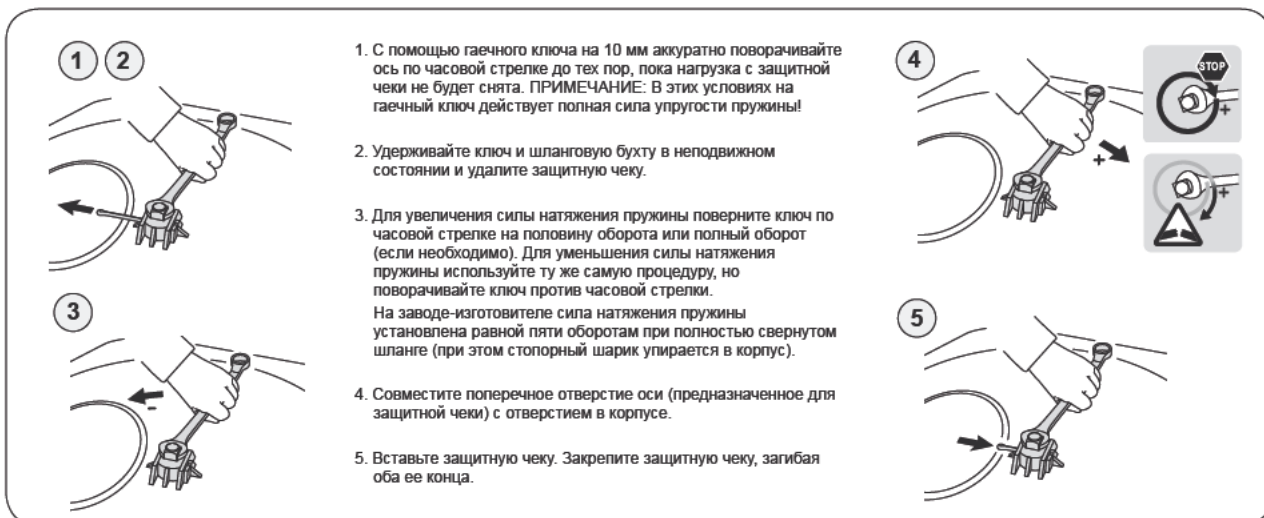 1 2
1. С помощью гаечного ключа на 10 мм аккуратно поворачивайте
ось по часовой стрелке до тех пор, пока нагрузка с защитной
чеки не будет снята. ПРИМЕЧАНИЕ: В этих условиях на
гаечный ключ действует полная сила упругости пружины!
2. Удерживайте ключ и шланговую бухту в неподвижном
состоянии и удалите защитную чеку.
3
3. Для увеличения силы натяжения пружины поверните ключ по
часовой стрелке на половину оборота или полный оборот
(если необходимо). Для уменьшения силы натяжения
пружины используйте ту же самую процедуру, но
поворачивайте ключ против часовой стрелки.
На заводе-изготовителе сила натяжения пружины
установлена равной пяти оборотам при полностью свернутом
шланге (при этом стопорный шарик упирается в корпус).
-
4. Совместите поперечное отверстие оси (предназначенное для
защитной чеки) с отверстием в корпусе.
5. Вставьте защитную чеку. Закрепите защитную чеку, загибая
оба ее конца.
4
STOP
+
+
+
5